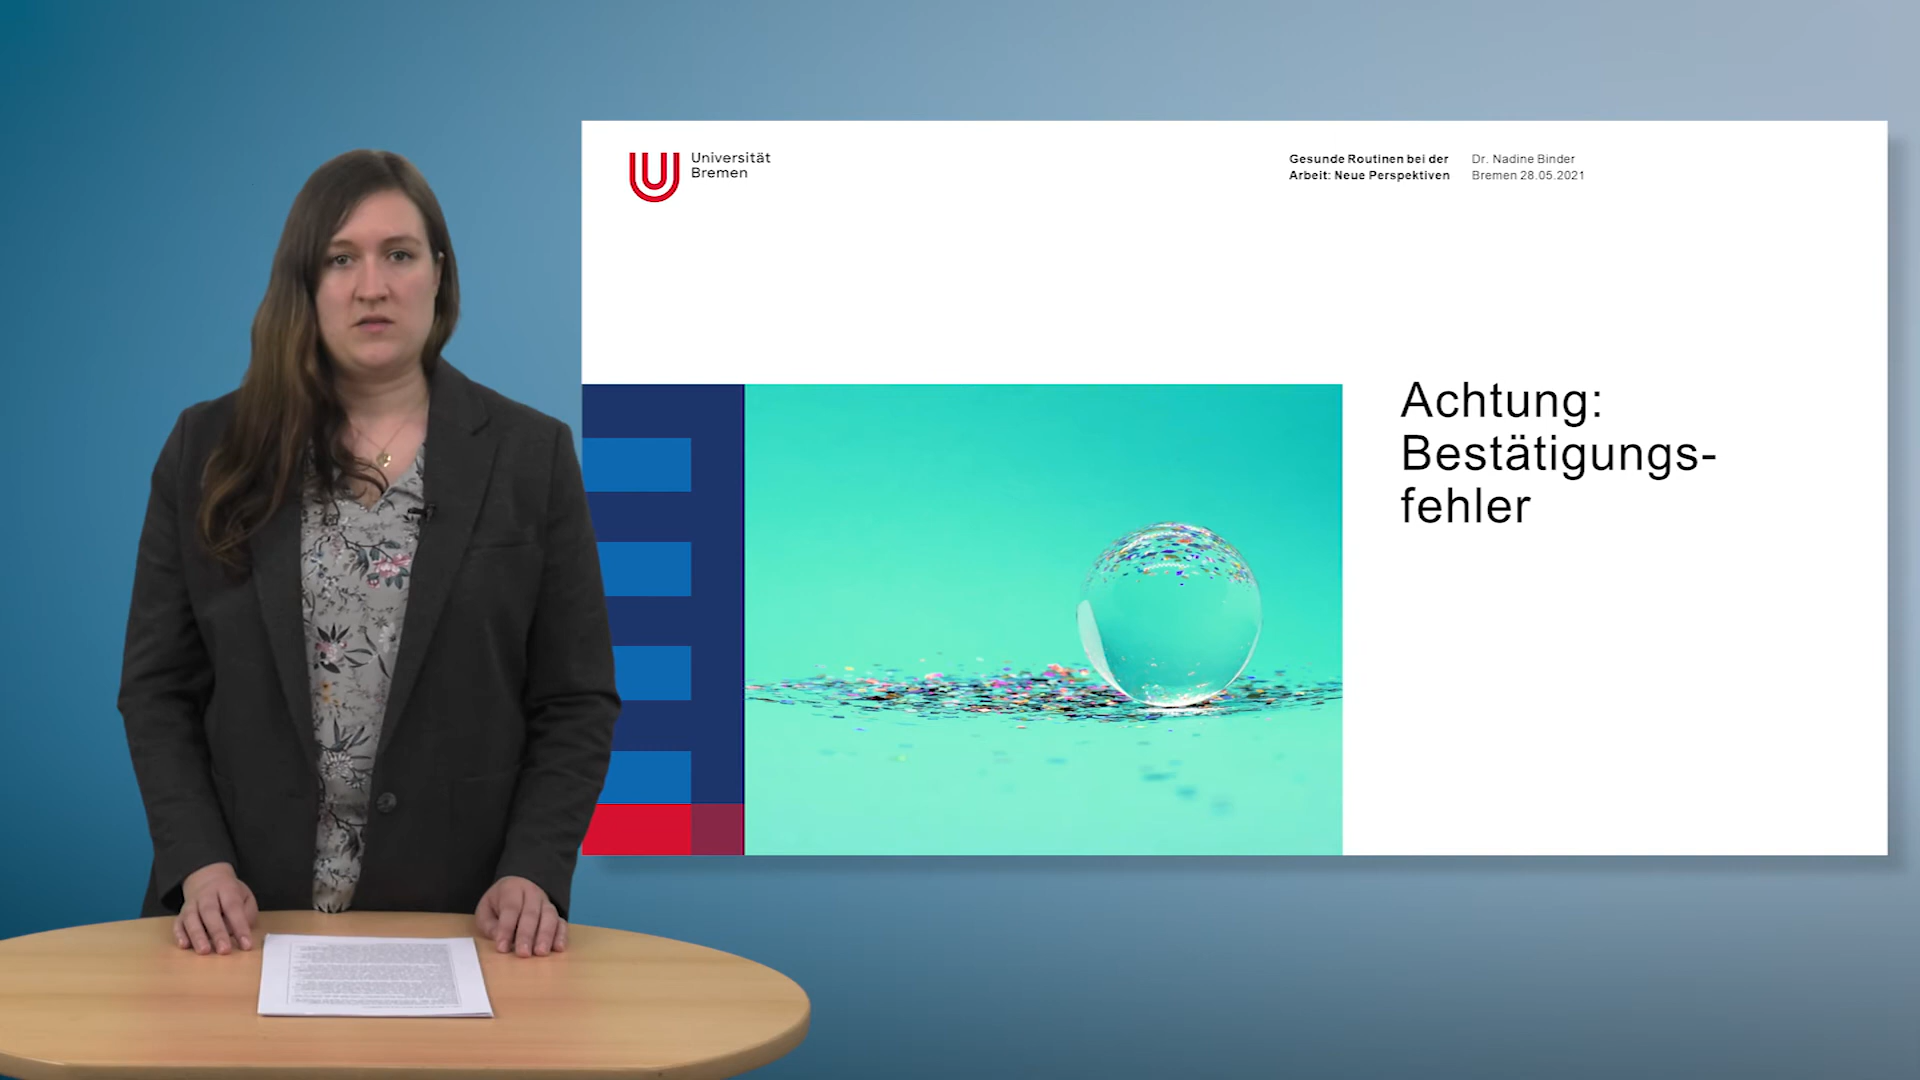 Universität
Bremen
Gesunde Routinen bei der
Arbeit: Neue Perspektiven
Dr. Nadine Binder
Bremen 28.05.2021
Achtung:
Bestätigungs-
fehler